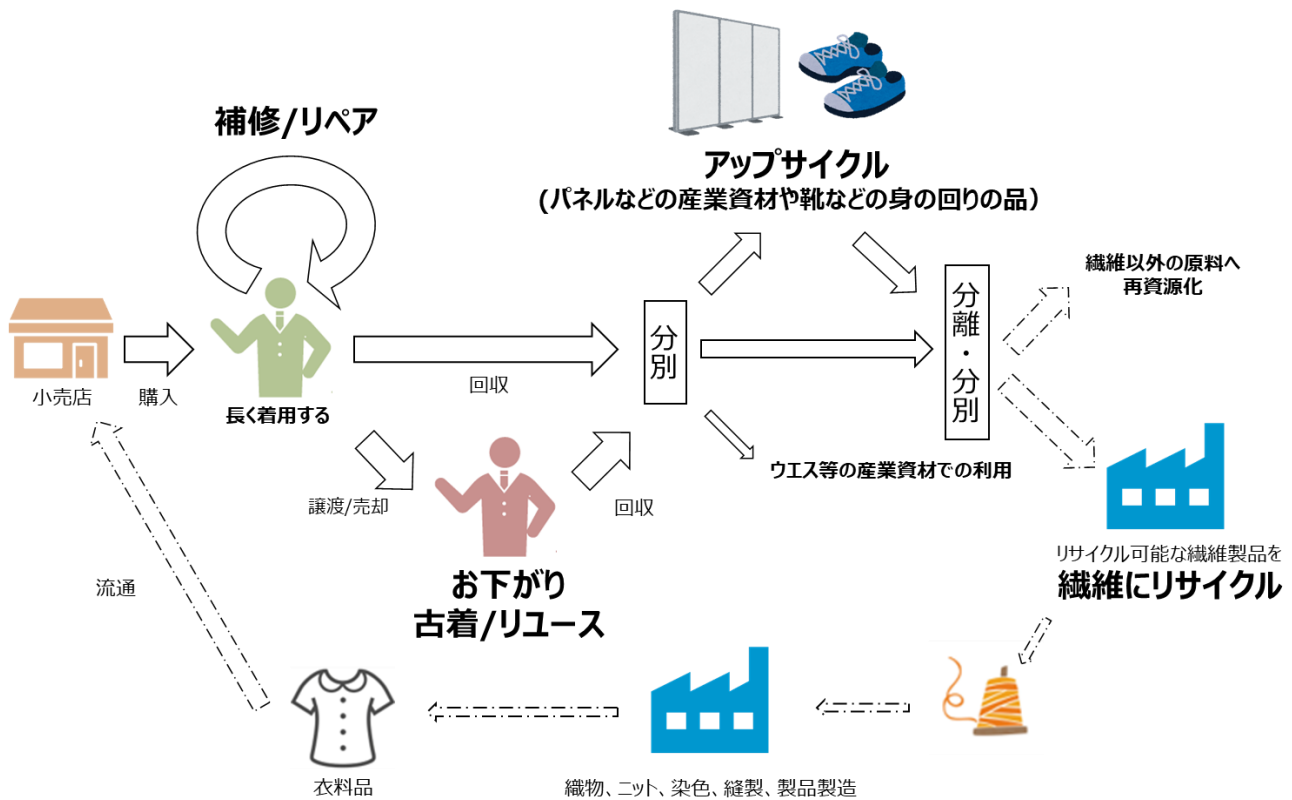 補修/リペア
アップサイクル
(パネルなどの産業資材や靴などの身の回りの品）
繊維以外の原料へ
再資源化
分別
分離・分別
小売店
購入
長く着用する
回収
譲渡/売却
回収
ウエス等の産業資材での利用
お下がり
古着/リユース
リサイクル可能な繊維製品を
繊維にリサイクル
流通
衣料品
織物、ニット、染色、縫製、製品製造